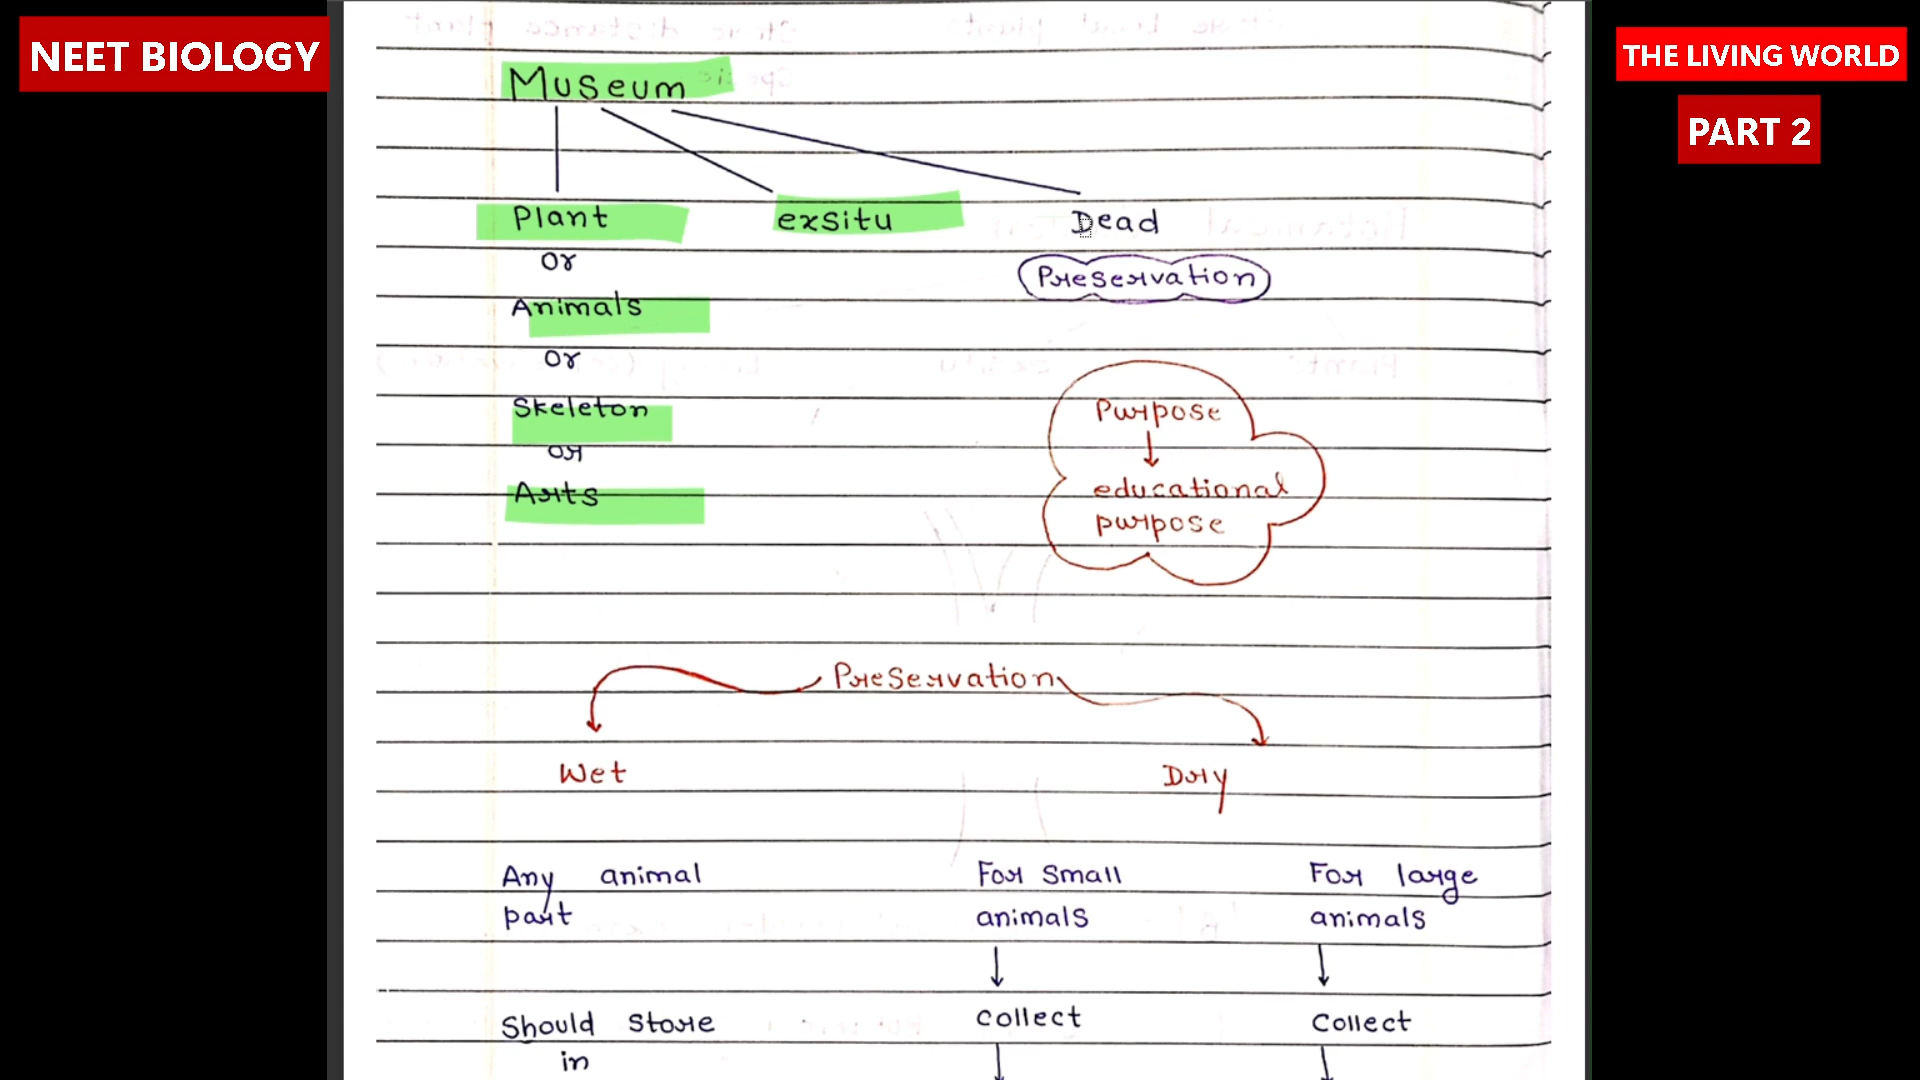 NEET BIOLOGY
THE LIVING WORLD
PART 2
Museum
Plant exsitu Dead
or Preservation
Animals
or
Skeleton Purpose
or
Arts educational
purpose
Preservation
Wet Dry
Any animal For small For large
part animals animals
Should store collect Collect
in